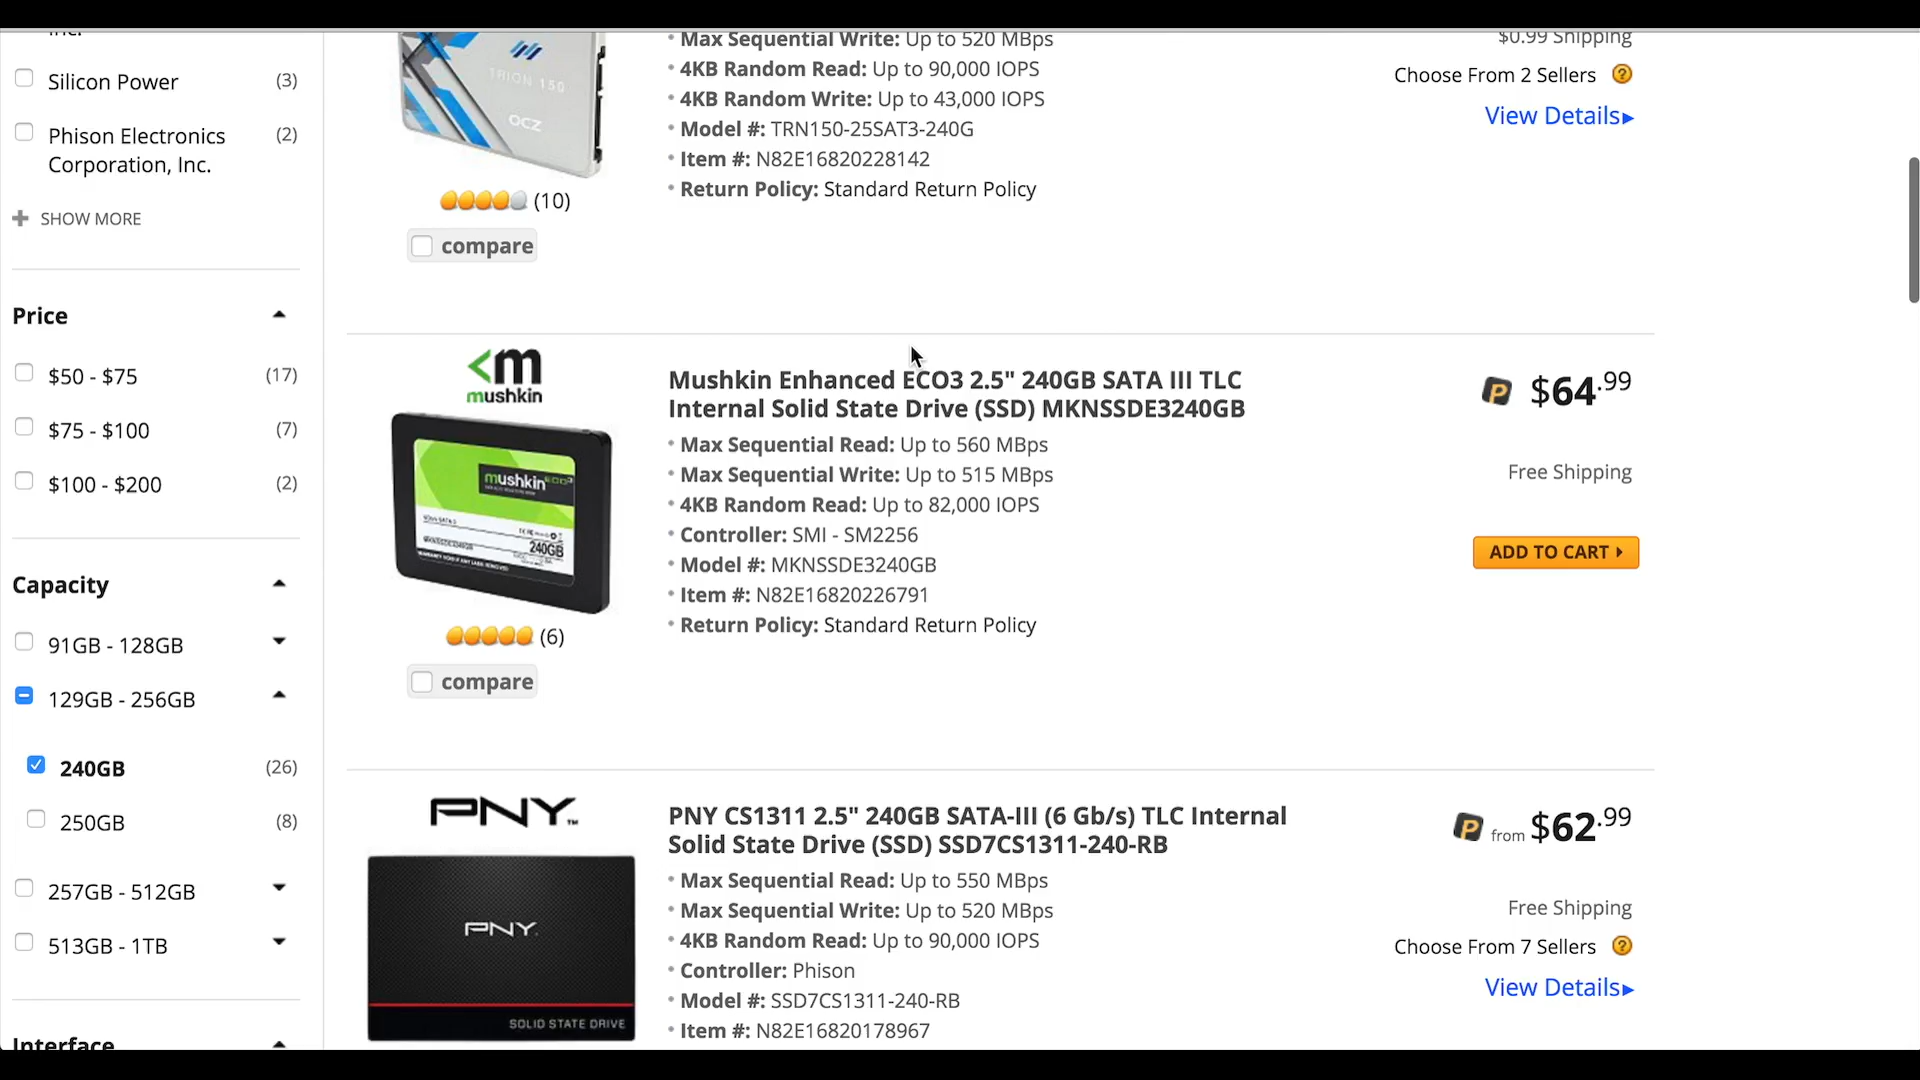 Silicon Power (3)
Phison Electronics (2)
Corporation, Inc.
SHOW MORE
Price
$50 - $75 (17)
$75 - $100 (7)
$100 - $200 (2)
Capacity
91GB - 128GB
129GB - 256GB
240GB (26)
250GB (8)
257GB - 512GB
513GB - 1TB
Interface
TRION 150
OCZ
(10)
compare
Max Sequential Write: Up to 520 MBps
4KB Random Read: Up to 90,000 IOPS
4KB Random Write: Up to 43,000 IOPS
Model #: TRN150-25SAT3-240G
Item #: N82E16820228142
Return Policy: Standard Return Policy
$0.99 Shipping
Choose From 2 Sellers ?
View Details▸
mushkin
mushkin ECO3
240GB
(6)
compare
Mushkin Enhanced ECO3 2.5" 240GB SATA III TLC
Internal Solid State Drive (SSD) MKNSSDE3240GB
Max Sequential Read: Up to 560 MBps
Max Sequential Write: Up to 515 MBps
4KB Random Read: Up to 82,000 IOPS
Controller: SMI - SM2256
Model #: MKNSSDE3240GB
Item #: N82E16820226791
Return Policy: Standard Return Policy
P $64.99
Free Shipping
ADD TO CART ▸
PNY™
PNY.
SOLID STATE DRIVE
PNY CS1311 2.5" 240GB SATA-III (6 Gb/s) TLC Internal
Solid State Drive (SSD) SSD7CS1311-240-RB
Max Sequential Read: Up to 550 MBps
Max Sequential Write: Up to 520 MBps
4KB Random Read: Up to 90,000 IOPS
Controller: Phison
Model #: SSD7CS1311-240-RB
Item #: N82E16820178967
P from $62.99
Free Shipping
Choose From 7 Sellers ?
View Details▸